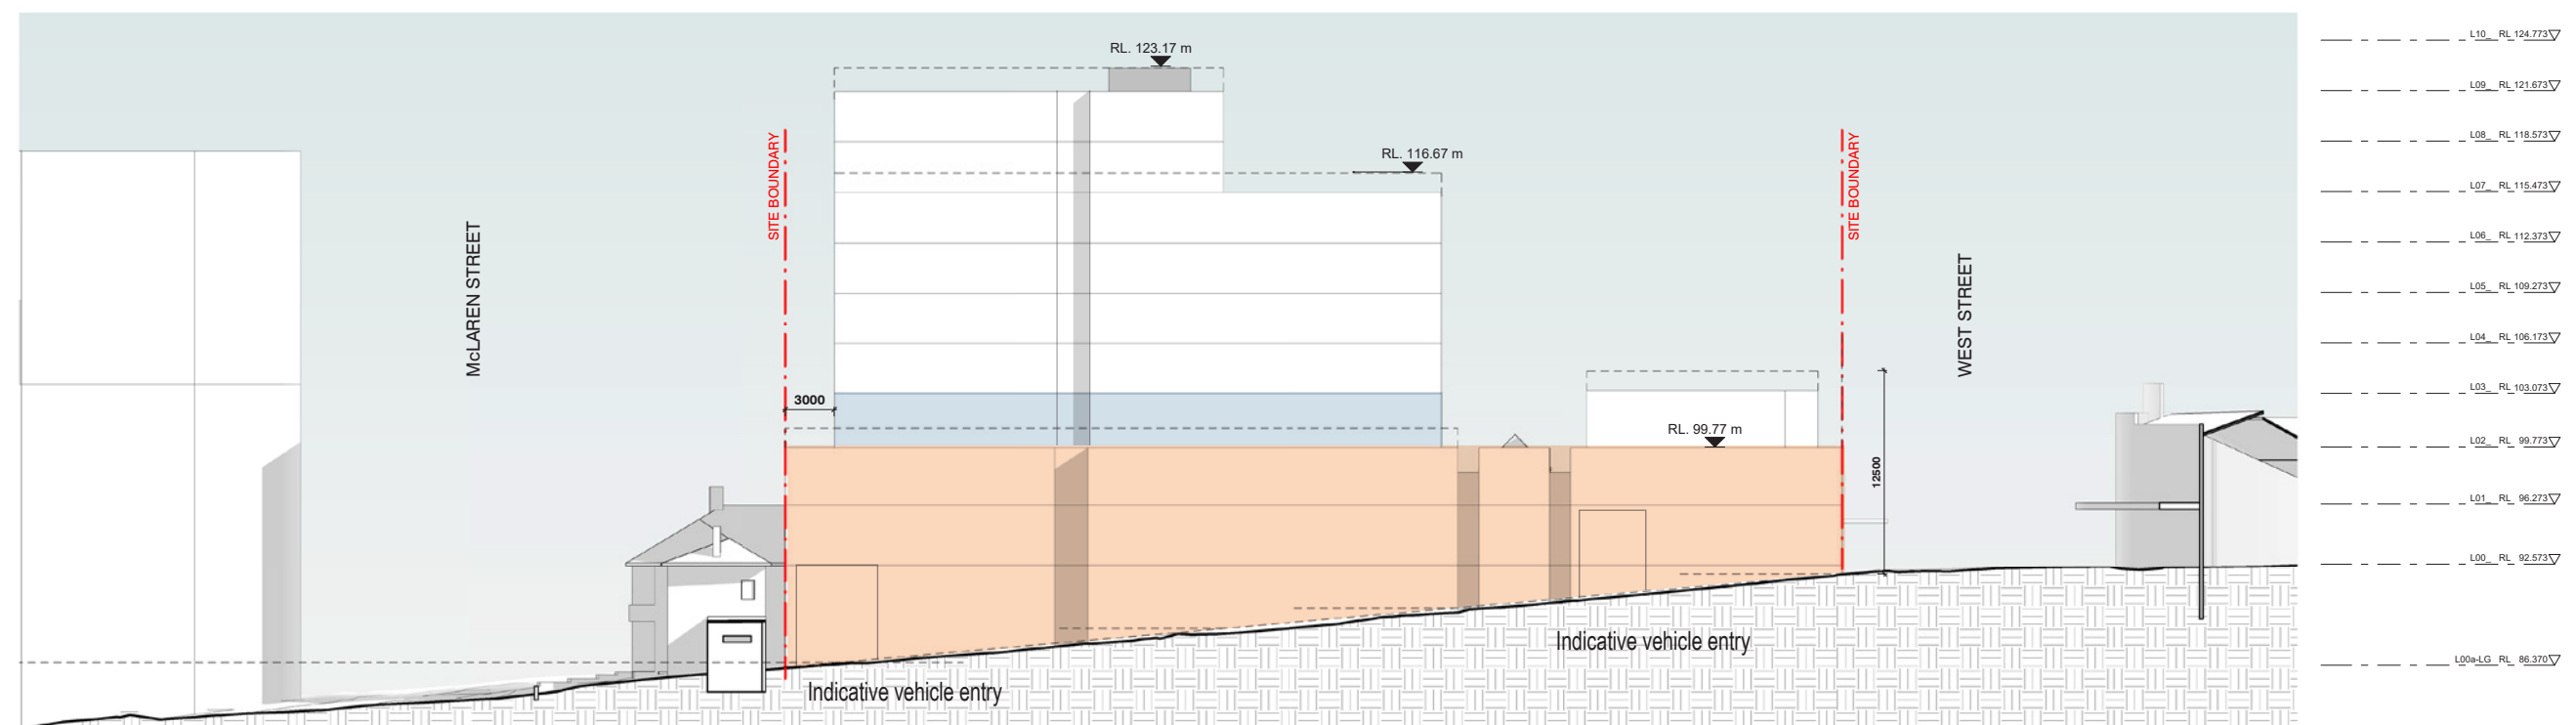 L10_ RL 124.773
RL. 123.17 m
L09_ RL 121.673
L08_ RL 118.573
SITE BOUNDARY
SITE BOUNDARY
RL. 116.67 m
L07_ RL 115.473
McLAREN STREET
WEST STREET
L06_ RL 112.373
L05_ RL 109.273
L04_ RL 106.173
L03_ RL 103.073
3000
RL. 99.77 m
L02_ RL 99.773
12500
L01_ RL 96.273
L00_ RL 92.573
Indicative vehicle entry
L00a-LG RL 86.370
Indicative vehicle entry